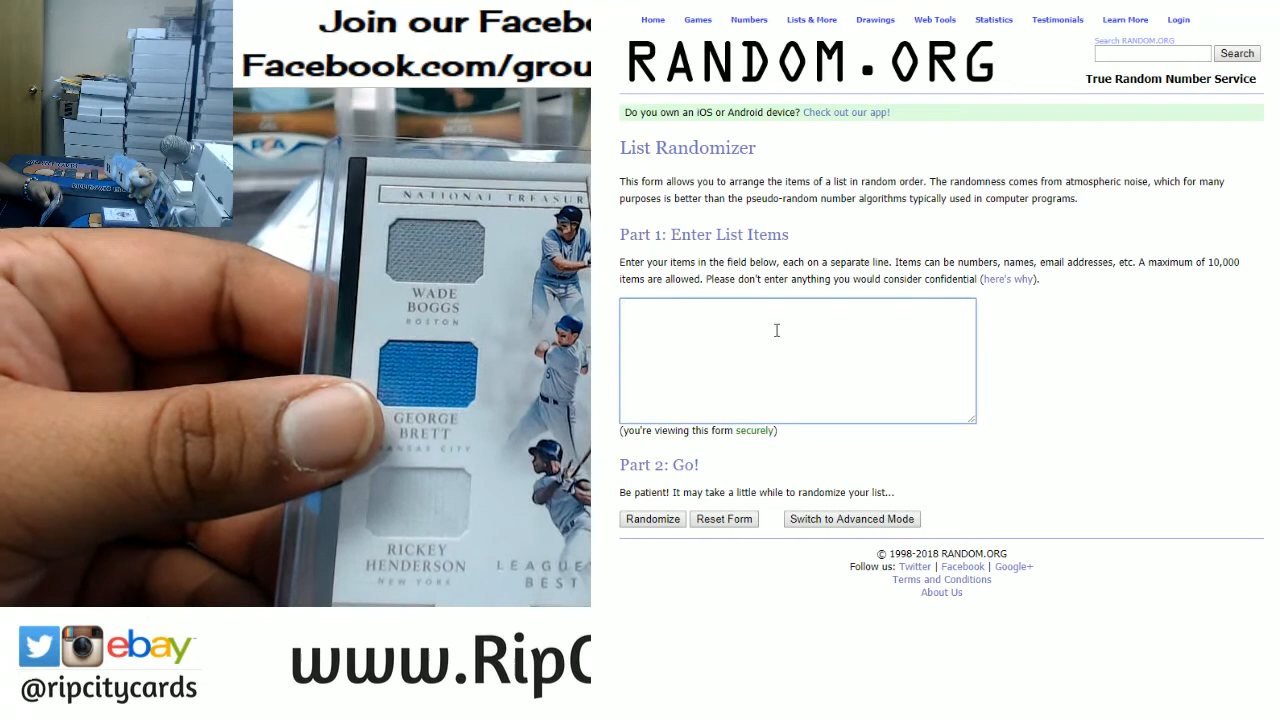 Join our Facebo
Facebook.com/grou
NATIONAL TREASUR
WADE
BOGGS
BOSTON
GEORGE
BRETT
KANSAS CITY
RICKEY
HENDERSON
NEW YORK
LEAGUE
BEST
ebay
@ripcitycards
www.RipC
Home Games Numbers Lists & More Drawings Web Tools Statistics Testimonials Learn More Login
Search RANDOM.ORG
RANDOM.ORG
Search
True Random Number Service
Do you own an iOS or Android device? Check out our app!
List Randomizer
This form allows you to arrange the items of a list in random order. The randomness comes from atmospheric noise, which for many
purposes is better than the pseudo-random number algorithms typically used in computer programs.
Part 1: Enter List Items
Enter your items in the field below, each on a separate line. Items can be numbers, names, email addresses, etc. A maximum of 10,000
items are allowed. Please don't enter anything you would consider confidential (here's why).
(you're viewing this form securely)
Part 2: Go!
Be patient! It may take a little while to randomize your list...
Randomize Reset Form Switch to Advanced Mode
© 1998-2018 RANDOM.ORG
Follow us: Twitter | Facebook | Google+
Terms and Conditions
About Us